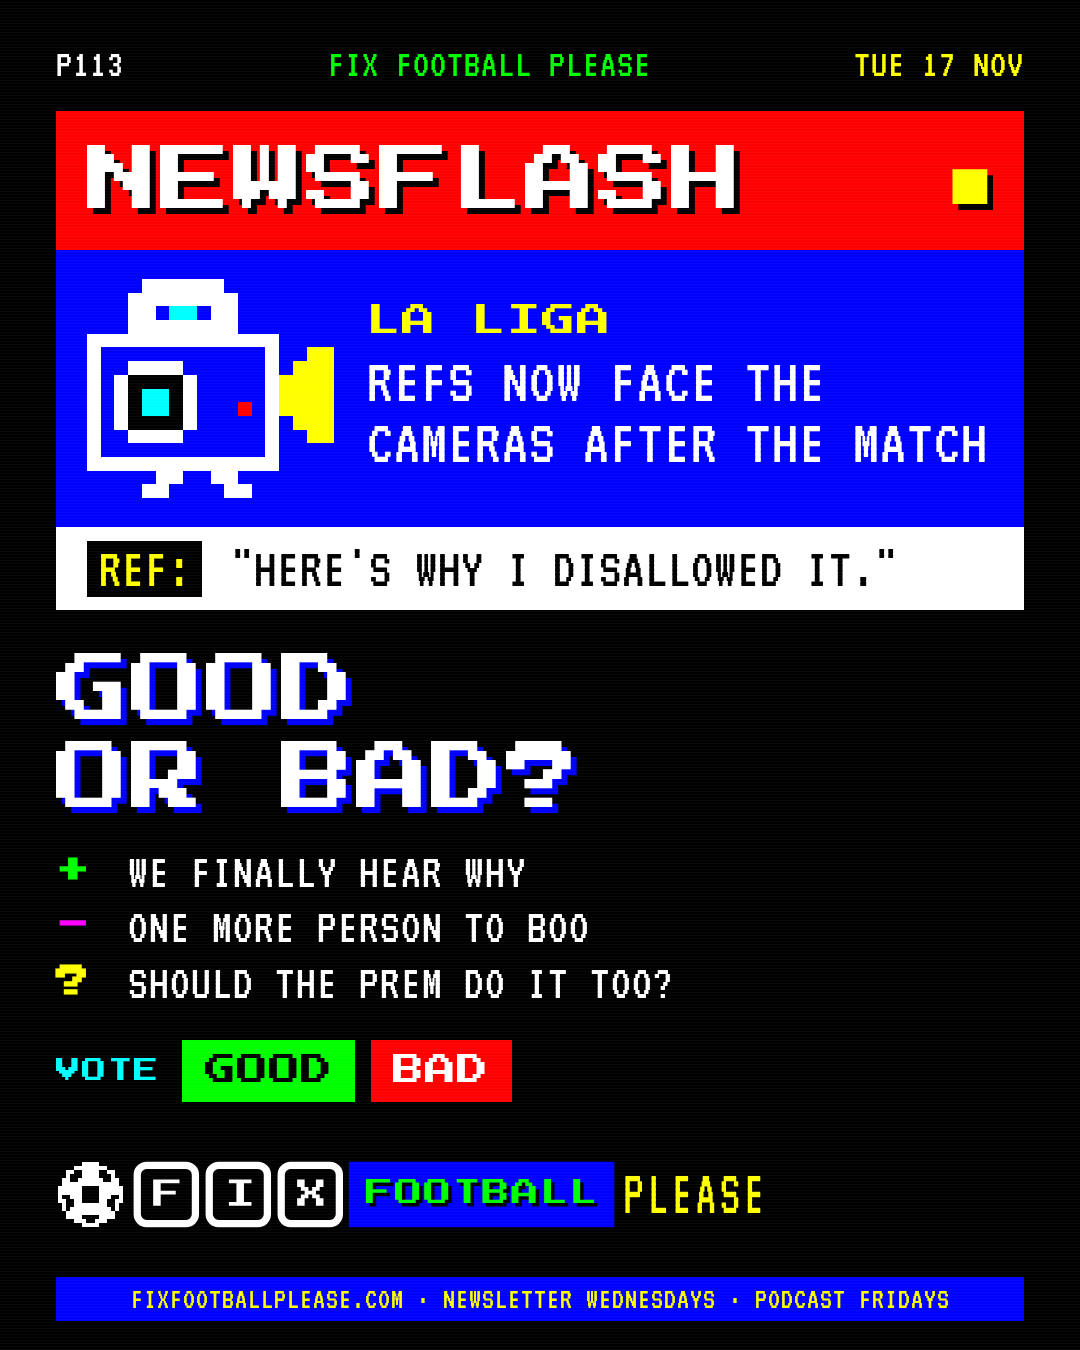 P113 FIX FOOTBALL PLEASE TUE 17 NOV
NEWSFLASH
LA LIGA
REFS NOW FACE THE
CAMERAS AFTER THE MATCH
REF: "HERE'S WHY I DISALLOWED IT."
GOOD
OR BAD?
+ WE FINALLY HEAR WHY
- ONE MORE PERSON TO BOO
? SHOULD THE PREM DO IT TOO?
VOTE GOOD BAD
FIX FOOTBALL PLEASE
FIXFOOTBALLPLEASE.COM · NEWSLETTER WEDNESDAYS · PODCAST FRIDAYS